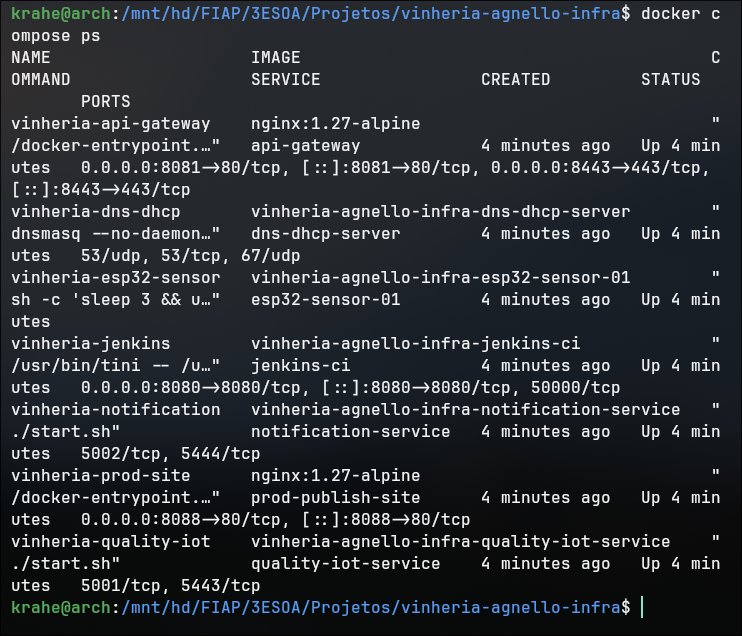 krahe@arch:/mnt/hd/FIAP/3ESOA/Projetos/vinheria-agnello-infra$ docker c
ompose ps
NAME                    IMAGE                                         C
OMMAND                  SERVICE                CREATED         STATUS
       PORTS
vinheria-api-gateway    nginx:1.27-alpine                             "
/docker-entrypoint.…"   api-gateway            4 minutes ago   Up 4 min
utes   0.0.0.0:8081->80/tcp, [::]:8081->80/tcp, 0.0.0.0:8443->443/tcp,
[::]:8443->443/tcp
vinheria-dns-dhcp       vinheria-agnello-infra-dns-dhcp-server        "
dnsmasq --no-daemon…"   dns-dhcp-server        4 minutes ago   Up 4 min
utes   53/udp, 53/tcp, 67/udp
vinheria-esp32-sensor   vinheria-agnello-infra-esp32-sensor-01        "
sh -c 'sleep 3 && u…"   esp32-sensor-01        4 minutes ago   Up 4 min
utes
vinheria-jenkins        vinheria-agnello-infra-jenkins-ci             "
/usr/bin/tini -- /u…"   jenkins-ci             4 minutes ago   Up 4 min
utes   0.0.0.0:8080->8080/tcp, [::]:8080->8080/tcp, 50000/tcp
vinheria-notification   vinheria-agnello-infra-notification-service   "
./start.sh"             notification-service   4 minutes ago   Up 4 min
utes   5002/tcp, 5444/tcp
vinheria-prod-site      nginx:1.27-alpine                             "
/docker-entrypoint.…"   prod-publish-site      4 minutes ago   Up 4 min
utes   0.0.0.0:8088->80/tcp, [::]:8088->80/tcp
vinheria-quality-iot    vinheria-agnello-infra-quality-iot-service    "
./start.sh"             quality-iot-service    4 minutes ago   Up 4 min
utes   5001/tcp, 5443/tcp
krahe@arch:/mnt/hd/FIAP/3ESOA/Projetos/vinheria-agnello-infra$